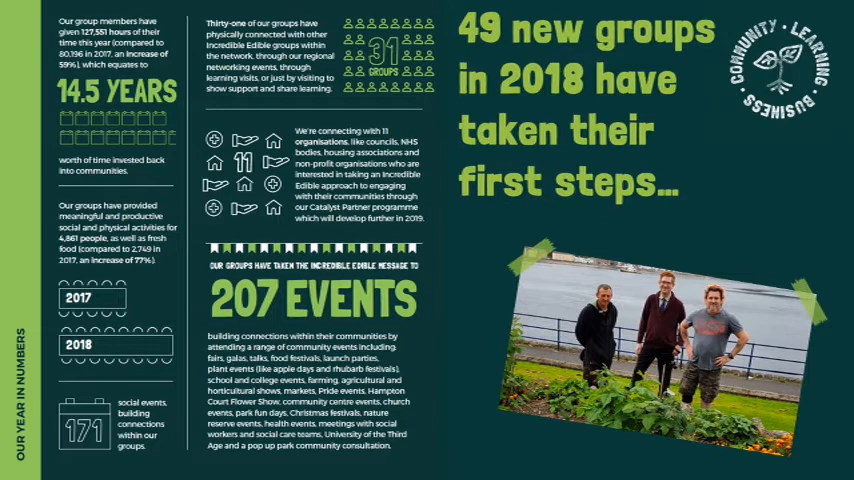 OUR YEAR IN NUMBERS
Our group members have
given 127,551 hours of their
time this year (compared to
80,196 in 2017, an increase of
59%), which equates to
14.5 YEARS
worth of time invested back
into communities.
Our groups have provided
meaningful and productive
social and physical activities for
4,861 people, as well as fresh
food (compared to 2,749 in
2017, an increase of 77%).
2017
2018
171
social events,
building
connections
within our
groups.
Thirty-one of our groups have
physically connected with other
Incredible Edible groups within
the network, through our regional
networking events, through
learning visits, or just by visiting to
show support and share learning.
31
GROUPS
11
We're connecting with 11
organisations, like councils, NHS
bodies, housing associations and
non-profit organisations who are
interested in taking an Incredible
Edible approach to engaging
with their communities through
our Catalyst Partner programme
which will develop further in 2019.
OUR GROUPS HAVE TAKEN THE INCREDIBLE EDIBLE MESSAGE TO
207 EVENTS
building connections within their communities by
attending a range of community events including:
fairs, galas, talks, food festivals, launch parties,
plant events (like apple days and rhubarb festivals),
school and college events, farming, agricultural and
horticultural shows, markets, Pride events, Hampton
Court Flower Show, community centre events, church
events, park fun days, Christmas festivals, nature
reserve events, health events, meetings with social
workers and social care teams, University of the Third
Age and a pop up park community consultation.
49 new groups
in 2018 have
taken their
first steps...
COMMUNITY • LEARNING • BUSINESS •